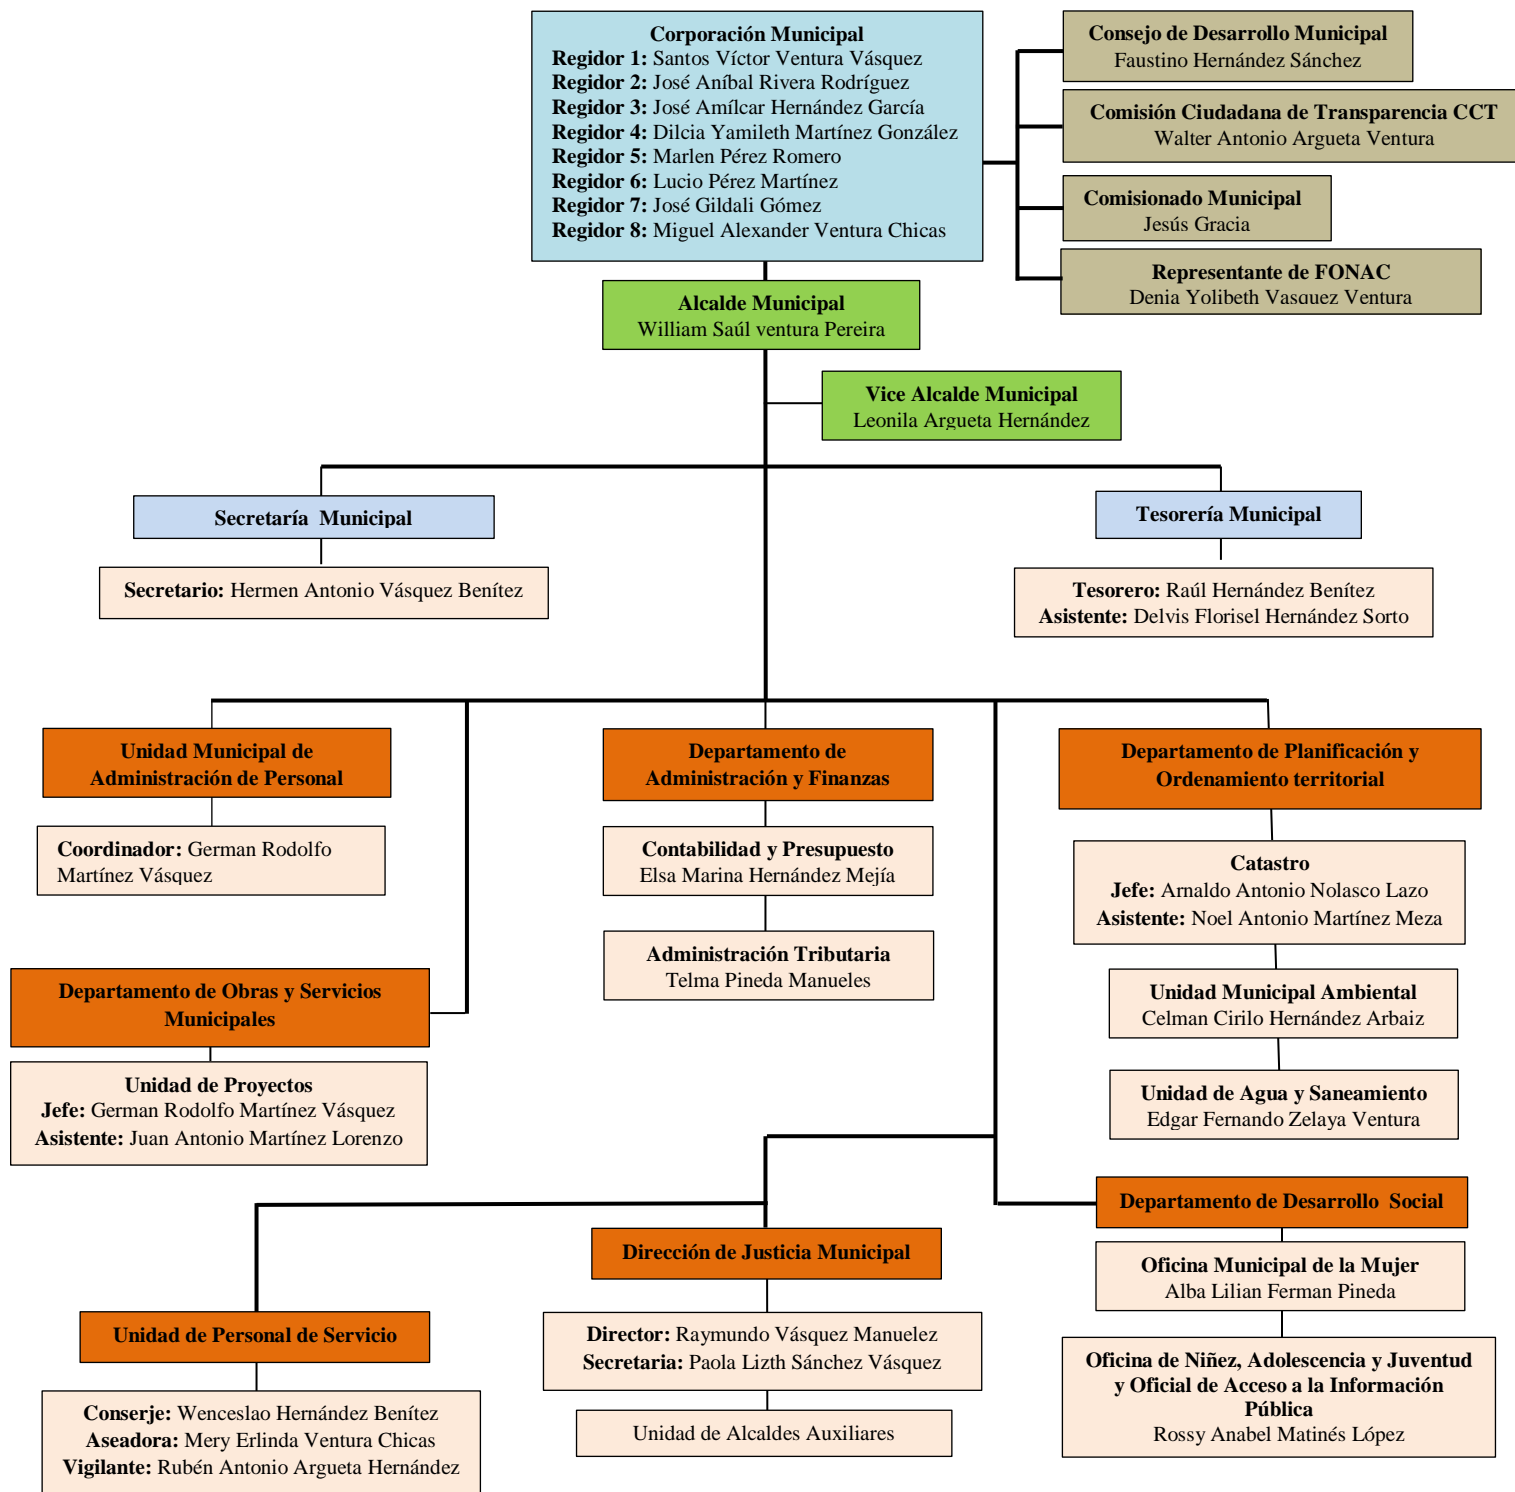 Corporación Municipal
Regidor 1: Santos Víctor Ventura Vásquez
Regidor 2: José Aníbal Rivera Rodríguez
Regidor 3: José Amílcar Hernández García
Regidor 4: Dilcia Yamileth Martínez González
Regidor 5: Marlen Pérez Romero
Regidor 6: Lucio Pérez Martínez
Regidor 7: José Gildali Gómez
Regidor 8: Miguel Alexander Ventura Chicas
Consejo de Desarrollo Municipal
Faustino Hernández Sánchez
Comisión Ciudadana de Transparencia CCT
Walter Antonio Argueta Ventura
Comisionado Municipal
Jesús Gracia
Representante de FONAC
Denia Yolibeth Vasquez Ventura
Alcalde Municipal
William Saúl ventura Pereira
Vice Alcalde Municipal
Leonila Argueta Hernández
Secretaría  Municipal
Secretario: Hermen Antonio Vásquez Benítez
Tesorería Municipal
Tesorero: Raúl Hernández Benítez
Asistente: Delvis Florisel Hernández Sorto
Unidad Municipal de
Administración de Personal
Coordinador: German Rodolfo
Martínez Vásquez
Departamento de
Administración y Finanzas
Contabilidad y Presupuesto
Elsa Marina Hernández Mejía
Administración Tributaria
Telma Pineda Manueles
Departamento de Planificación y
Ordenamiento territorial
Catastro
Jefe: Arnaldo Antonio Nolasco Lazo
Asistente: Noel Antonio Martínez Meza
Unidad Municipal Ambiental
Celman Cirilo Hernández Arbaiz
Unidad de Agua y Saneamiento
Edgar Fernando Zelaya Ventura
Departamento de Obras y Servicios
Municipales
Unidad de Proyectos
Jefe: German Rodolfo Martínez Vásquez
Asistente: Juan Antonio Martínez Lorenzo
Departamento de Desarrollo  Social
Oficina Municipal de la Mujer
Alba Lilian Ferman Pineda
Oficina de Niñez, Adolescencia y Juventud
y Oficial de Acceso a la Información
Pública
Rossy Anabel Matinés López
Dirección de Justicia Municipal
Director: Raymundo Vásquez Manuelez
Secretaria: Paola Lizth Sánchez Vásquez
Unidad de Alcaldes Auxiliares
Unidad de Personal de Servicio
Conserje: Wenceslao Hernández Benítez
Aseadora: Mery Erlinda Ventura Chicas
Vigilante: Rubén Antonio Argueta Hernández